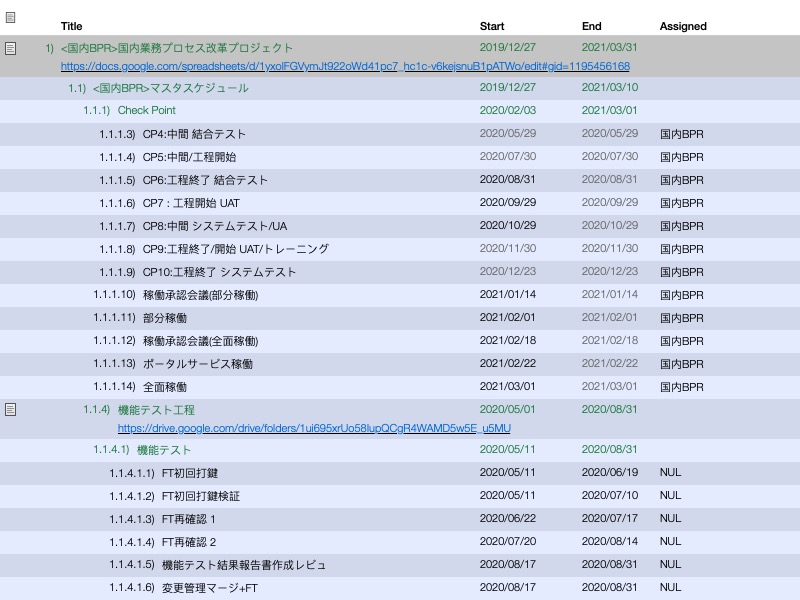 Title Start End Assigned
1) <国内BPR>国内業務プロセス改革プロジェクト 2019/12/27 2021/03/31
https://docs.google.com/spreadsheets/d/1yxolFGVymJt922oWd41pc7_hc1c-v6kejsnuB1pATWo/edit#gid=1195456168
1.1) <国内BPR>マスタスケジュール 2019/12/27 2021/03/10
1.1.1) Check Point 2020/02/03 2021/03/01
1.1.1.3) CP4:中間 結合テスト 2020/05/29 2020/05/29 国内BPR
1.1.1.4) CP5:中間/工程開始 2020/07/30 2020/07/30 国内BPR
1.1.1.5) CP6:工程終了 結合テスト 2020/08/31 2020/08/31 国内BPR
1.1.1.6) CP7 : 工程開始 UAT 2020/09/29 2020/09/29 国内BPR
1.1.1.7) CP8:中間 システムテスト/UA 2020/10/29 2020/10/29 国内BPR
1.1.1.8) CP9:工程終了/開始 UAT/トレーニング 2020/11/30 2020/11/30 国内BPR
1.1.1.9) CP10:工程終了 システムテスト 2020/12/23 2020/12/23 国内BPR
1.1.1.10) 稼働承認会議(部分稼働) 2021/01/14 2021/01/14 国内BPR
1.1.1.11) 部分稼働 2021/02/01 2021/02/01 国内BPR
1.1.1.12) 稼働承認会議(全面稼働) 2021/02/18 2021/02/18 国内BPR
1.1.1.13) ポータルサービス稼働 2021/02/22 2021/02/22 国内BPR
1.1.1.14) 全面稼働 2021/03/01 2021/03/01 国内BPR
1.1.4) 機能テスト工程 2020/05/01 2020/08/31
https://drive.google.com/drive/folders/1ui695xrUo58IupQCgR4WAMD5w5E_u5MU
1.1.4.1) 機能テスト 2020/05/11 2020/08/31
1.1.4.1.1) FT初回打鍵 2020/05/11 2020/06/19 NUL
1.1.4.1.2) FT初回打鍵検証 2020/05/11 2020/07/10 NUL
1.1.4.1.3) FT再確認 1 2020/06/22 2020/07/17 NUL
1.1.4.1.4) FT再確認 2 2020/07/20 2020/08/14 NUL
1.1.4.1.5) 機能テスト結果報告書作成レビュ 2020/08/17 2020/08/31 NUL
1.1.4.1.6) 変更管理マージ+FT 2020/08/17 2020/08/31 NUL